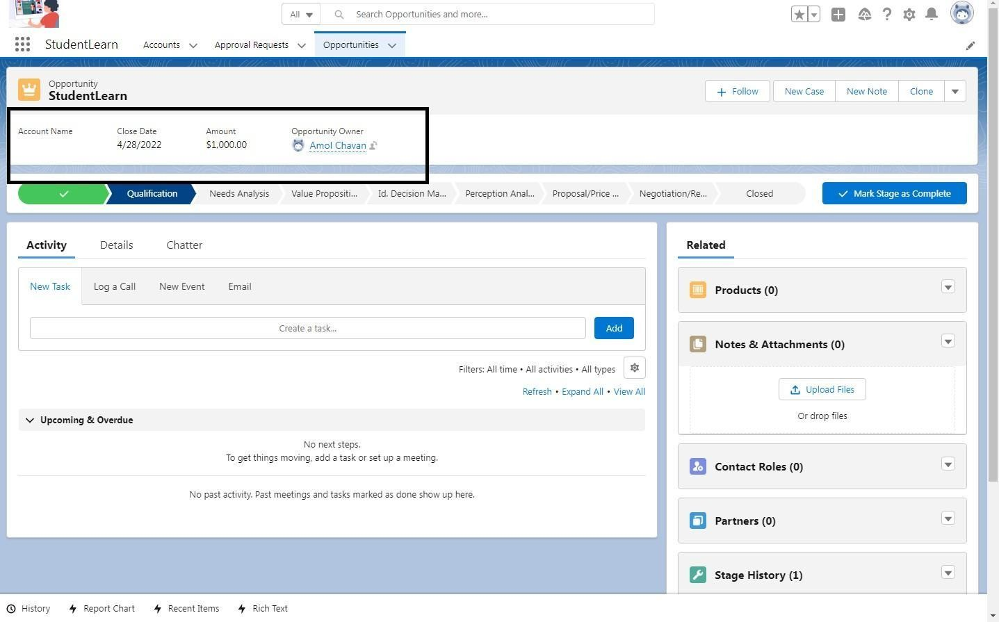 All
Search Opportunities and more...
StudentLearn
Accounts
Approval Requests
Opportunities
Opportunity
StudentLearn
Follow
New Case
New Note
Clone
Account Name
Close Date
Amount
Opportunity Owner
4/28/2022
$1,000.00
Amol Chavan
Qualification
Needs Analysis
Value Propositi...
Id. Decision Ma...
Perception Anal...
Proposal/Price ...
Negotiation/Re...
Closed
Mark Stage as Complete
Activity
Details
Chatter
New Task
Log a Call
New Event
Email
Create a task...
Add
Filters: All time • All activities • All types
Refresh • Expand All • View All
Upcoming & Overdue
No next steps.
To get things moving, add a task or set up a meeting.
No past activity. Past meetings and tasks marked as done show up here.
Related
Products (0)
Notes & Attachments (0)
Upload Files
Or drop files
Contact Roles (0)
Partners (0)
Stage History (1)
History
Report Chart
Recent Items
Rich Text